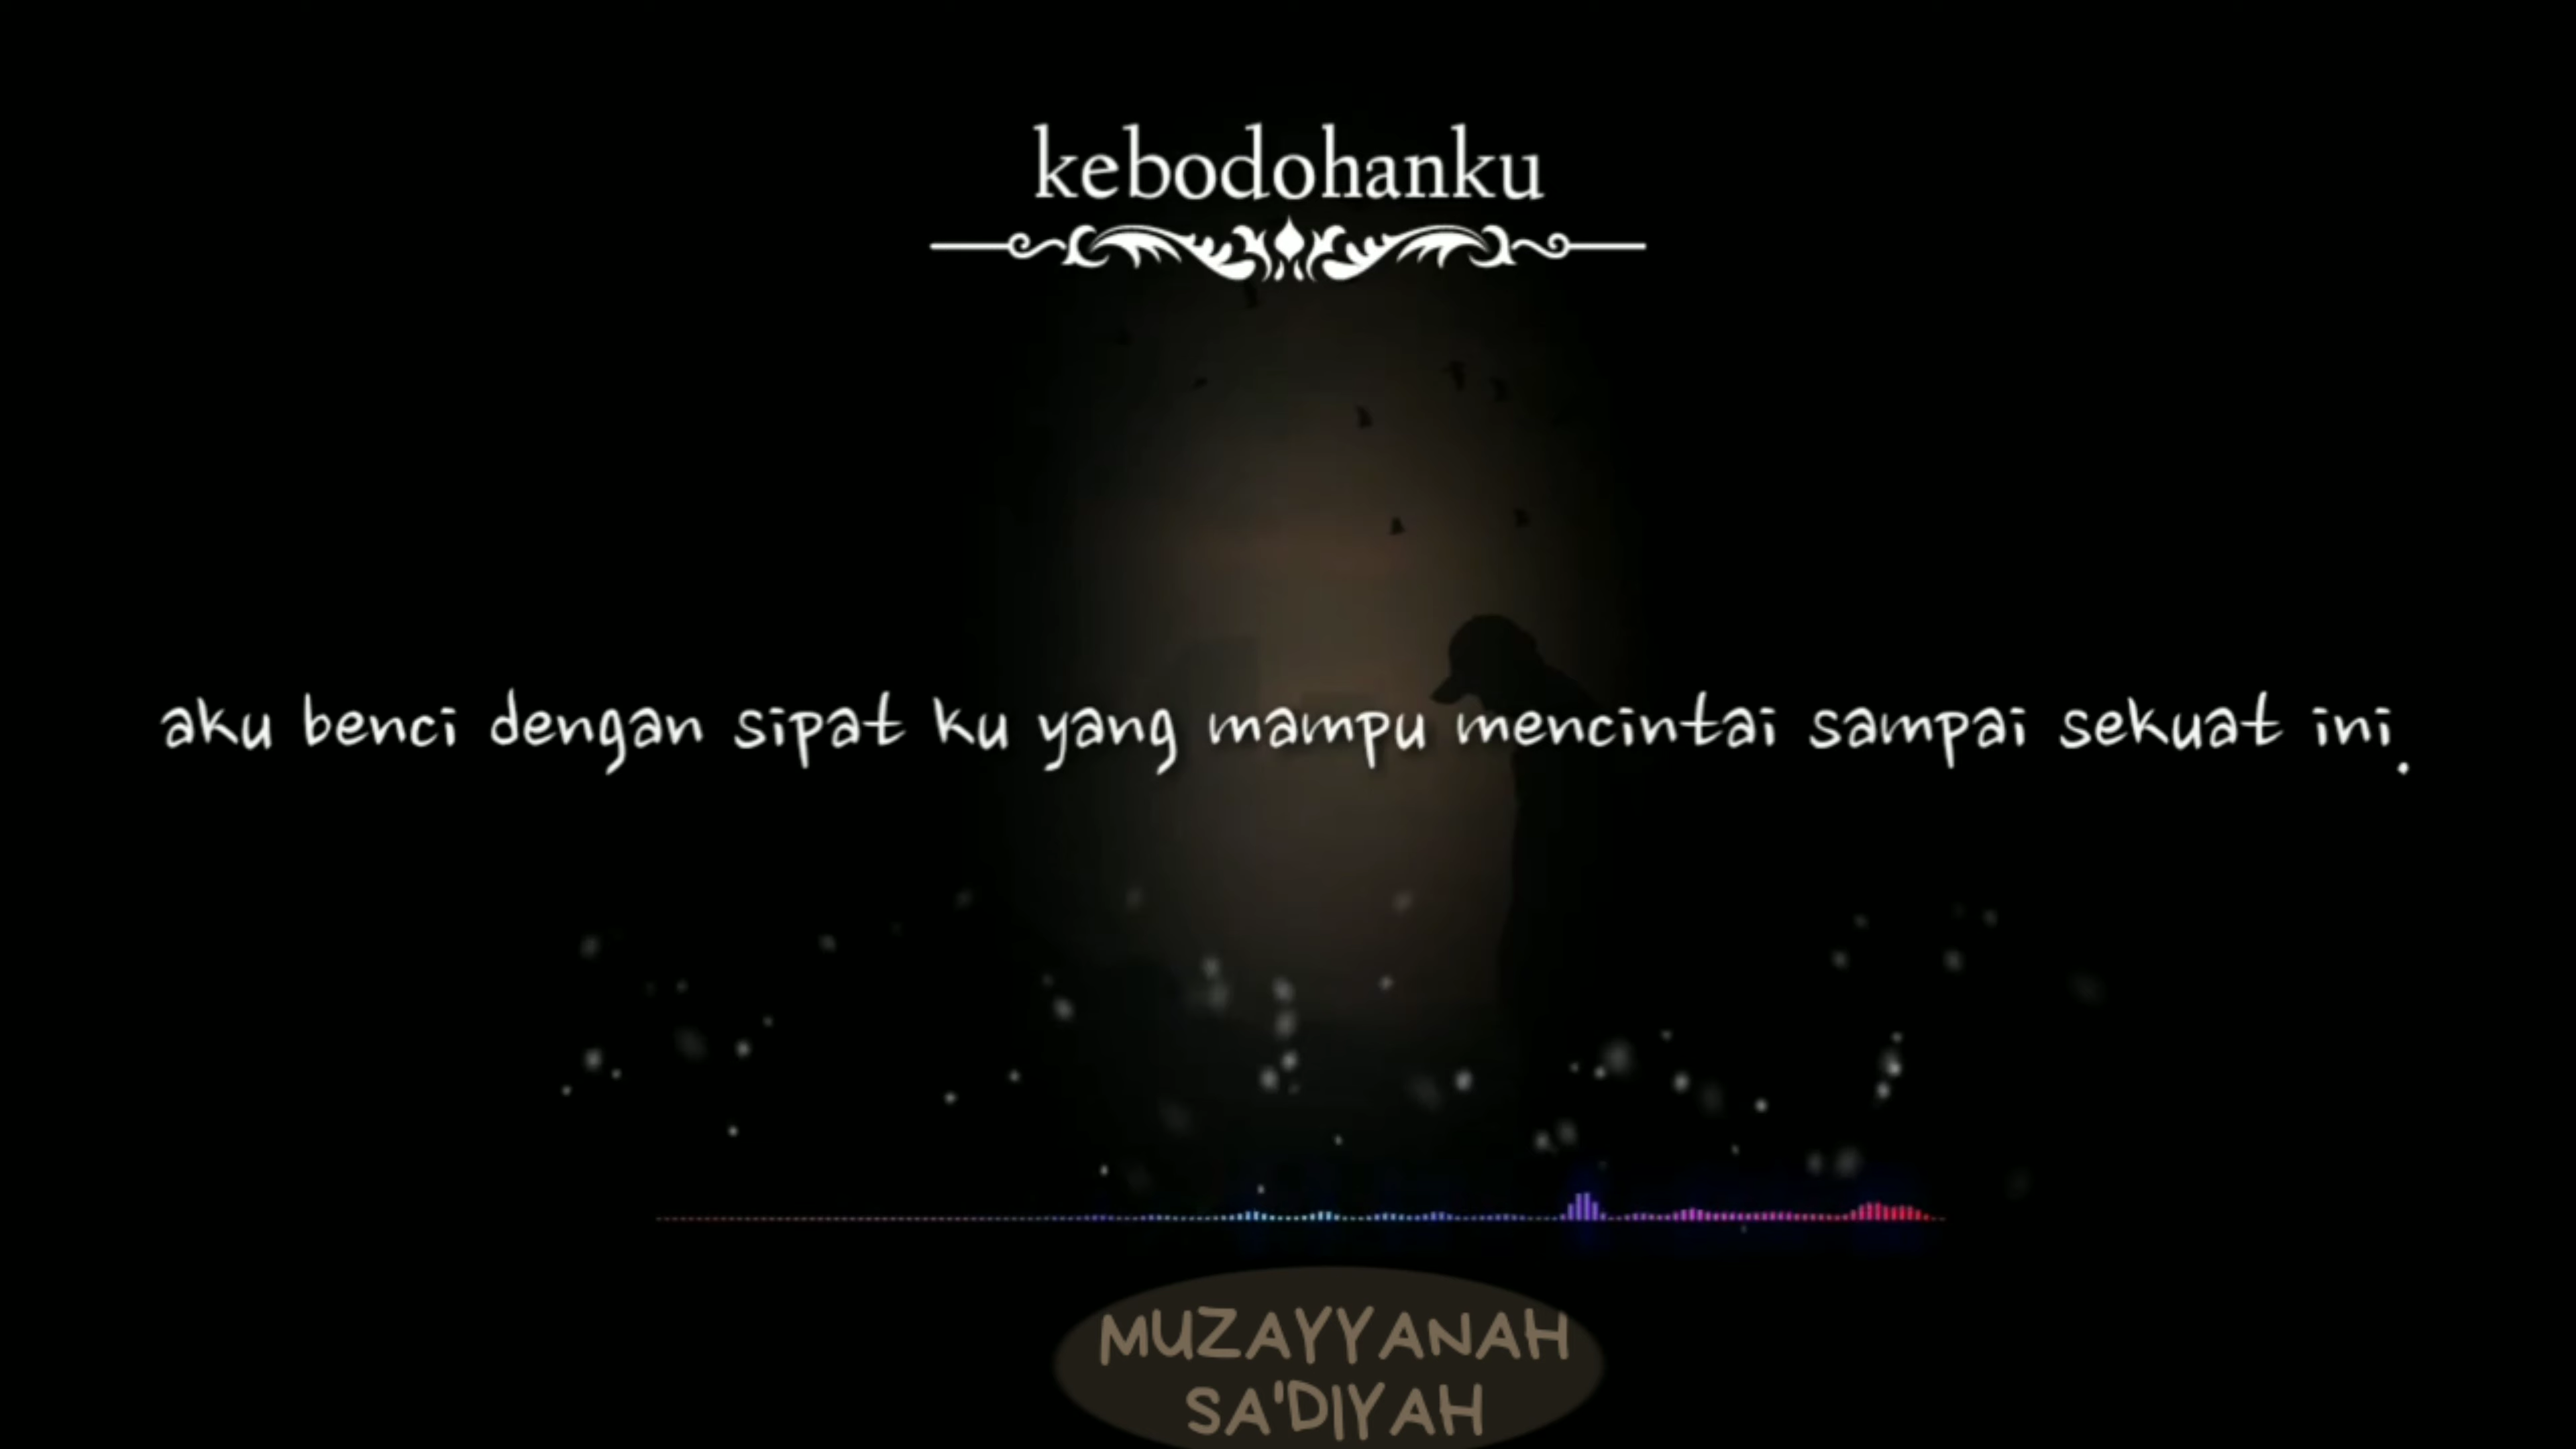 kebodohanku
aku benci dengan sipat ku yang mampu mencintai sampai sekuat ini.
MUZAYYANAH
SA'DIYAH